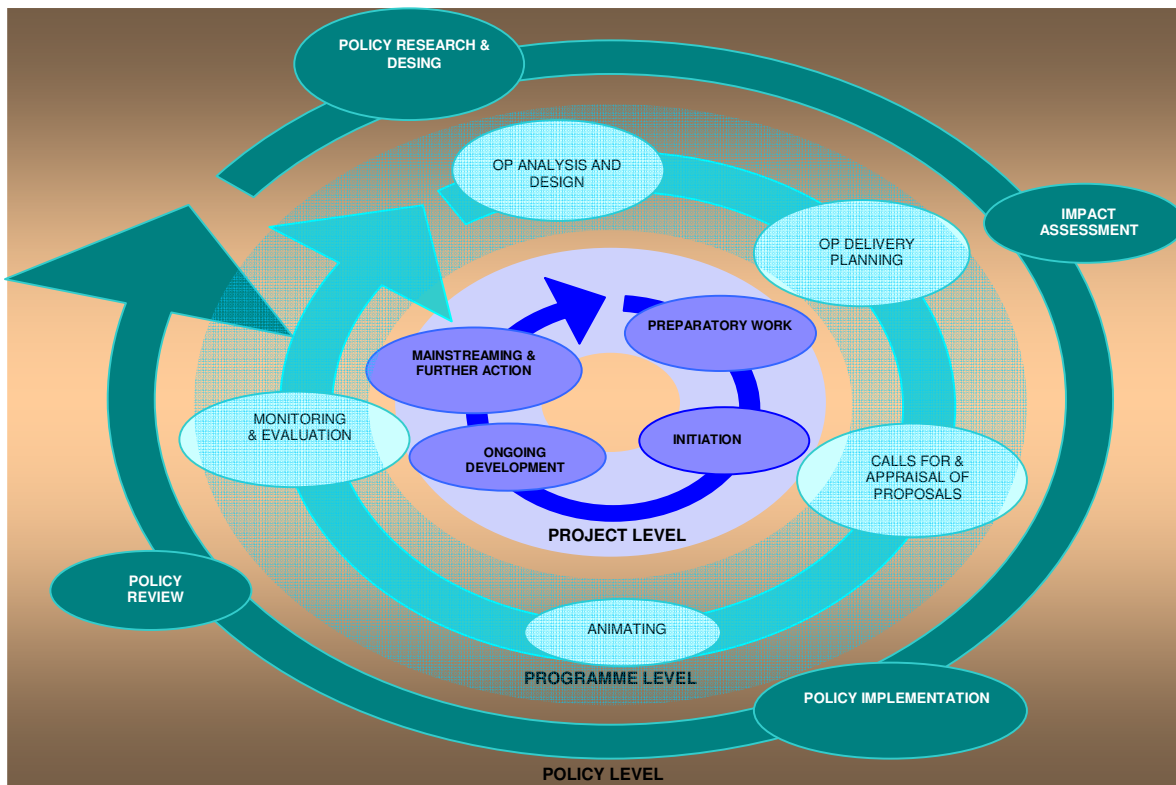 POLICY RESEARCH &
DESING
OP ANALYSIS AND
DESIGN
IMPACT
ASSESSMENT
OP DELIVERY
PLANNING
PREPARATORY WORK
MAINSTREAMING &
FURTHER ACTION
MONITORING
& EVALUATION
INITIATION
ONGOING
DEVELOPMENT
CALLS FOR &
APPRAISAL OF
PROPOSALS
PROJECT LEVEL
POLICY
REVIEW
ANIMATING
PROGRAMME LEVEL
POLICY IMPLEMENTATION
POLICY LEVEL